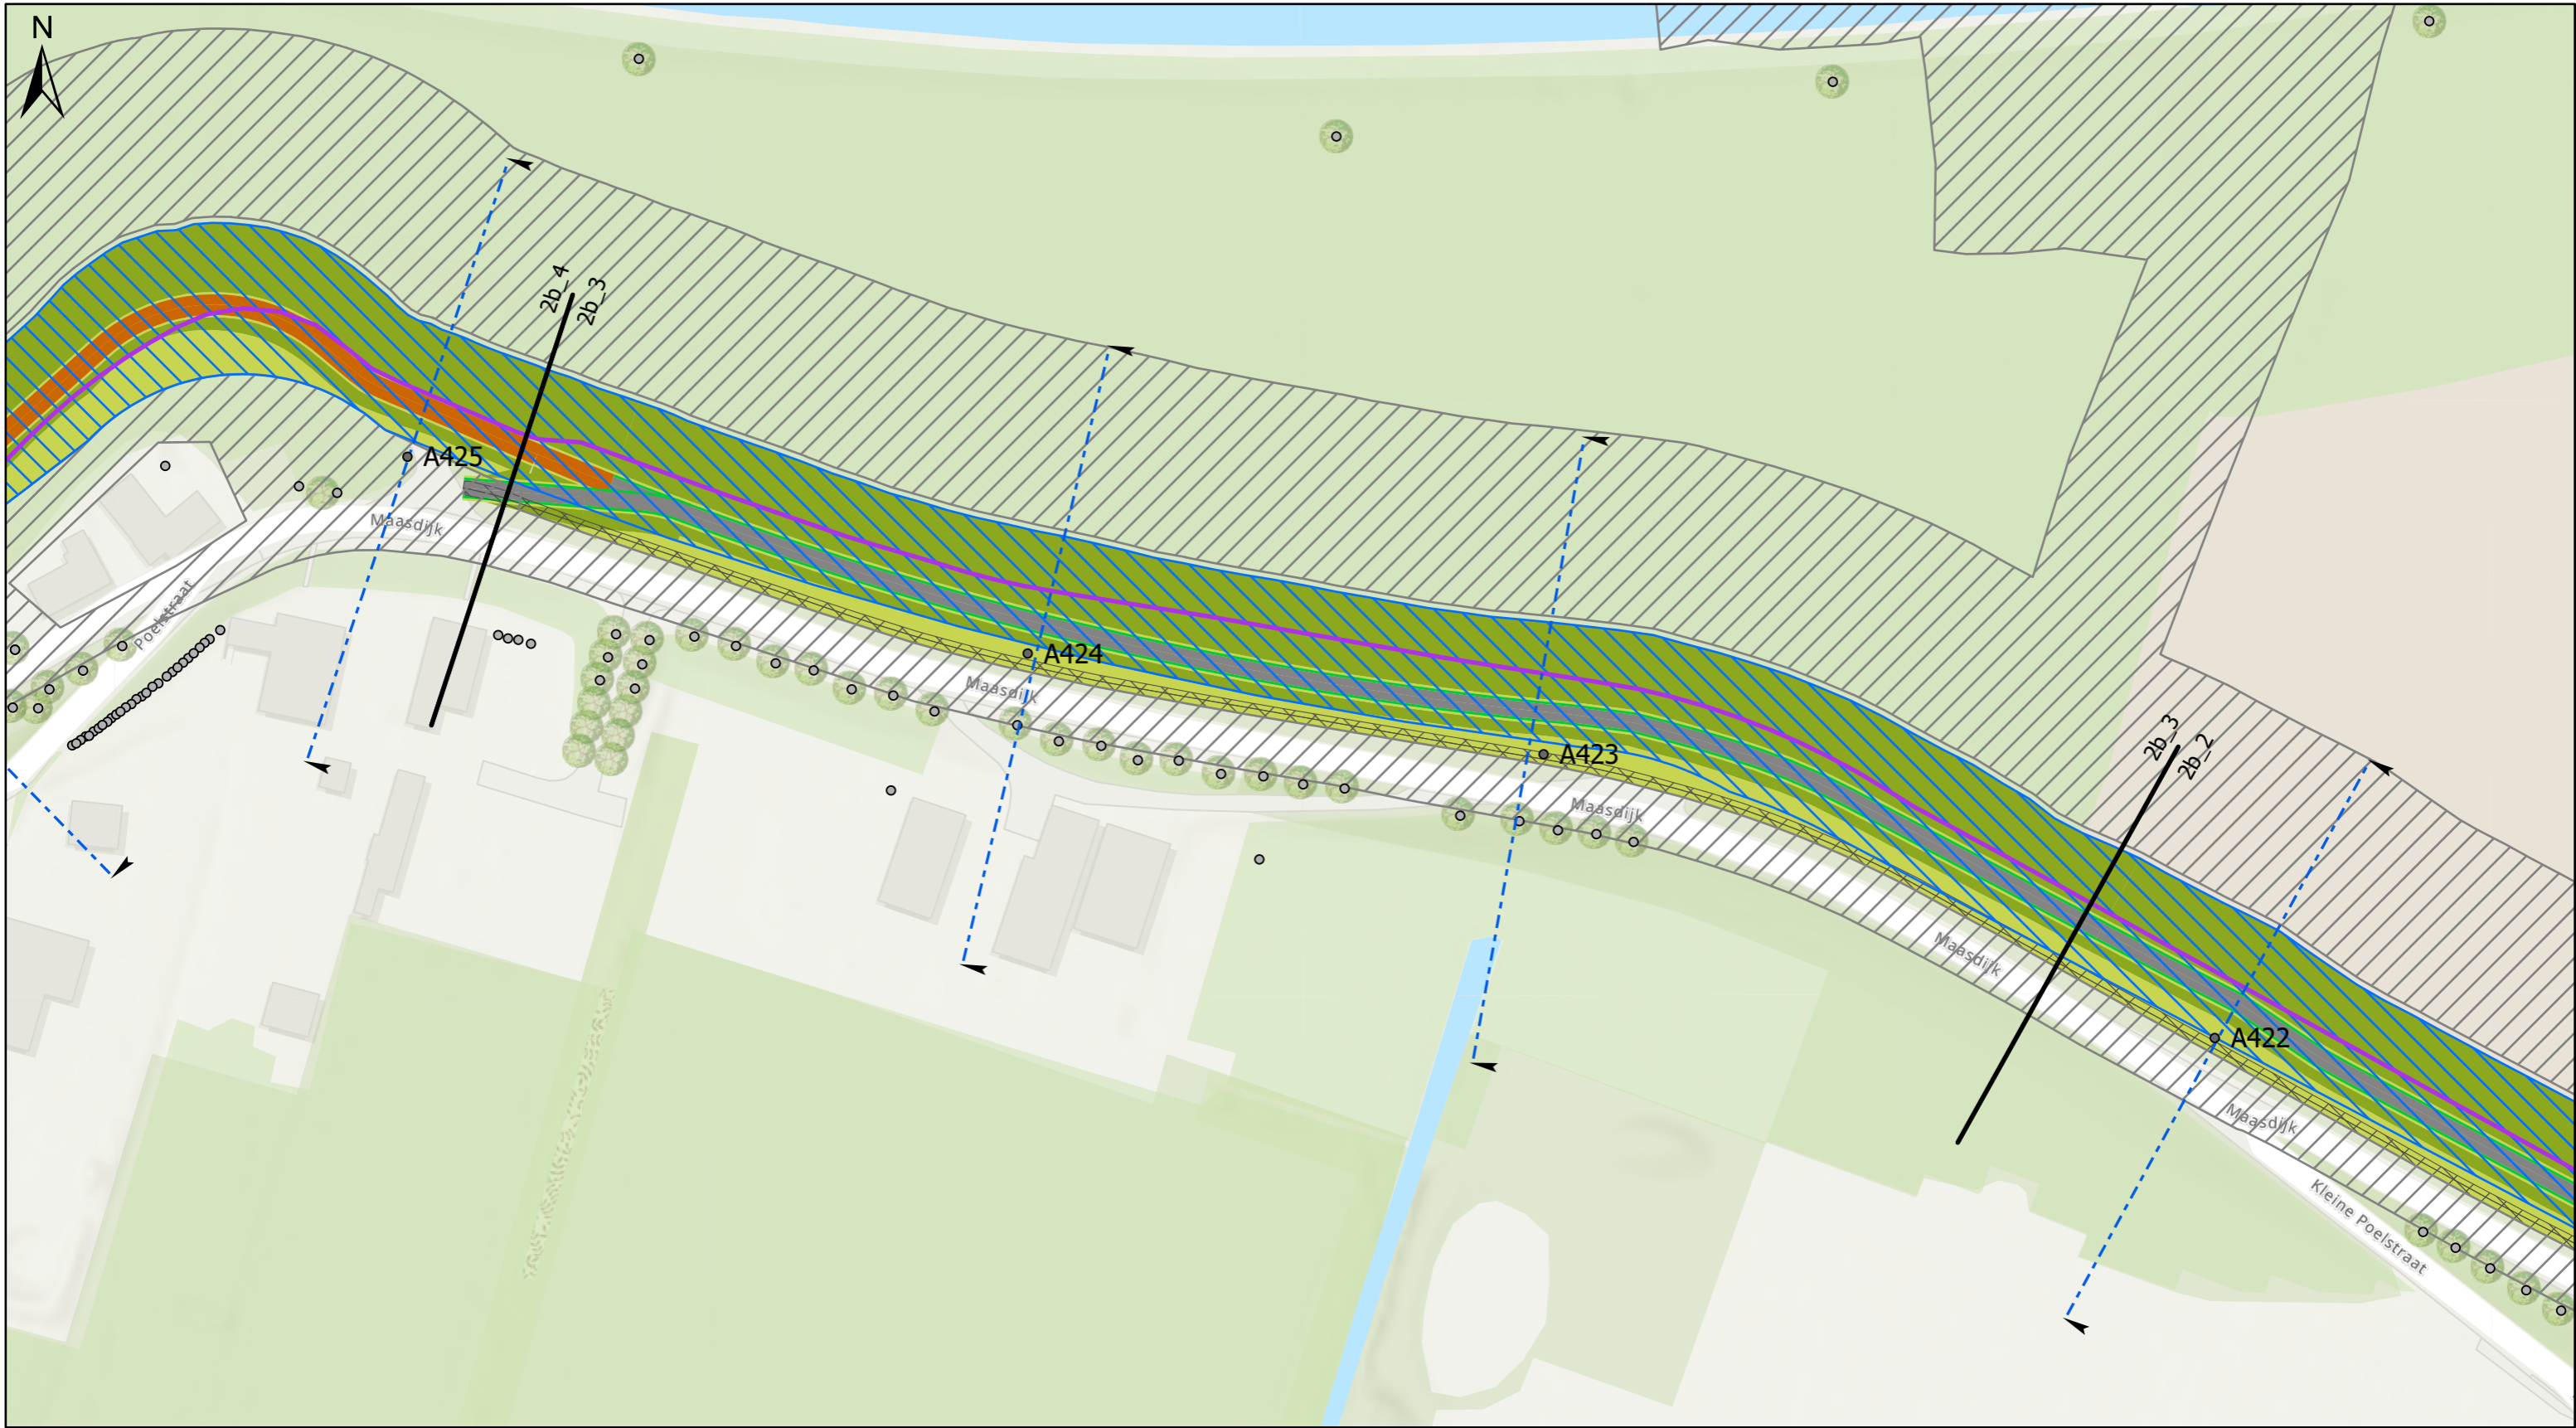 N
2b_4
2b_3
A425
Maasdijk
Poelstraat
A424
Maasdijk
A423
Maasdijk
2b_3
2b_2
Maasdijk
A422
Maasdijk
Kleine Poelstraat